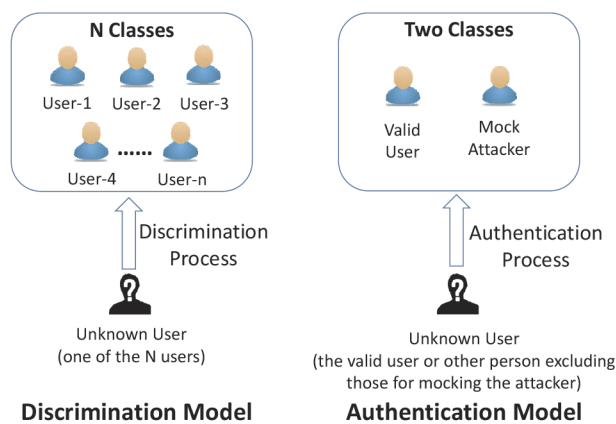 N Classes
User-1
User-2
User-3
User-4
......
User-n
Discrimination
Process
?
Unknown User
(one of the N users)
Discrimination Model
Two Classes
Valid
User
Mock
Attacker
Authentication
Process
?
Unknown User
(the valid user or other person excluding
those for mocking the attacker)
Authentication Model